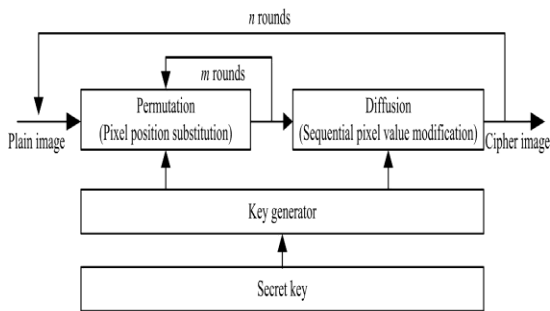 n rounds
m rounds
Permutation
(Pixel position substitution)
Diffusion
(Sequential pixel value modification)
Plain image
Cipher image
Key generator
Secret key